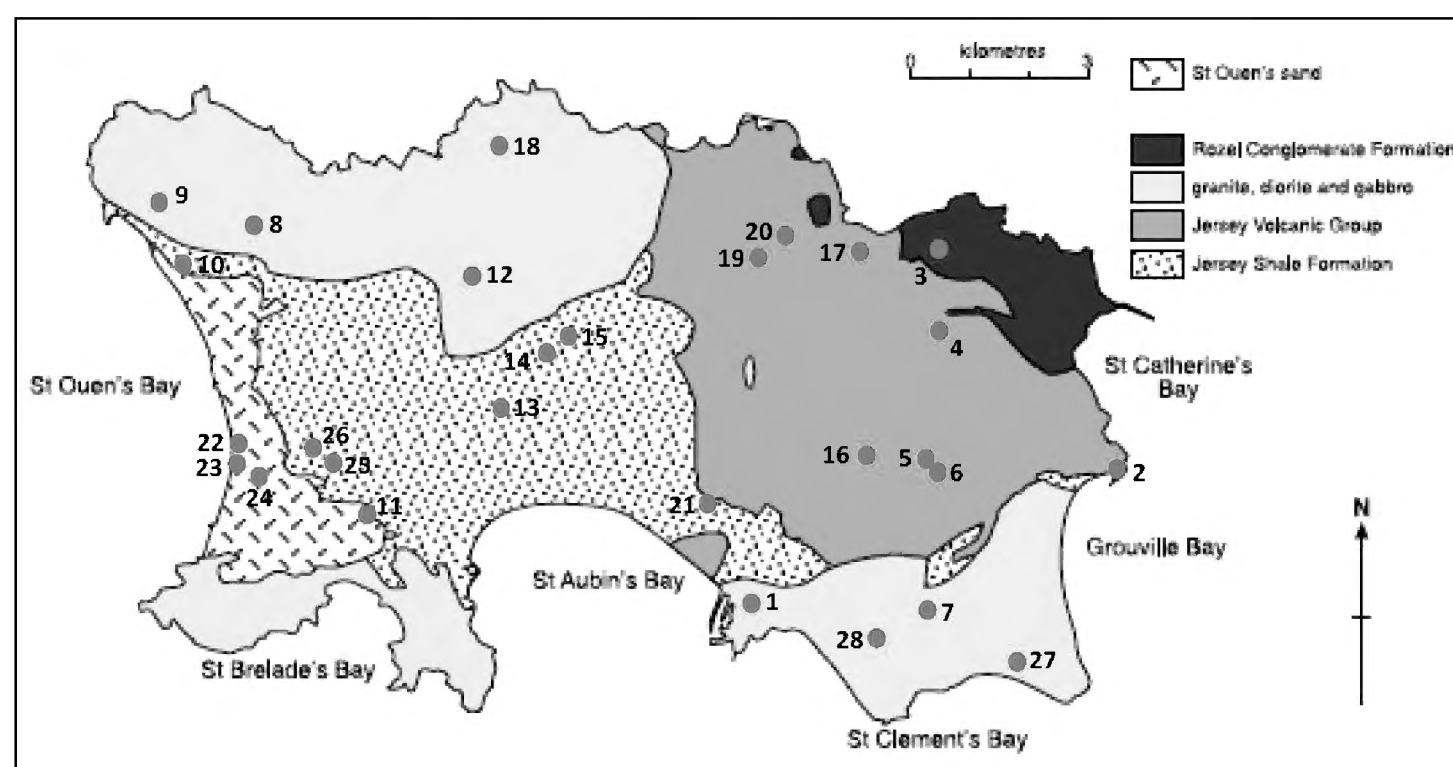 kilometres
0 3
St Ouen's sand
Rozel Conglomerate Formation
granite, diorite and gabbro
Jersey Volcanic Group
Jersey Shale Formation
18
9
8
20
19
17
3
10
12
15
14
4
St Catherine's
Bay
St Ouen's Bay
13
22
26
23
25
24
16
5
6
2
11
21
N
Grouville Bay
St Aubin's Bay
1
7
28
27
St Brelade's Bay
St Clement's Bay